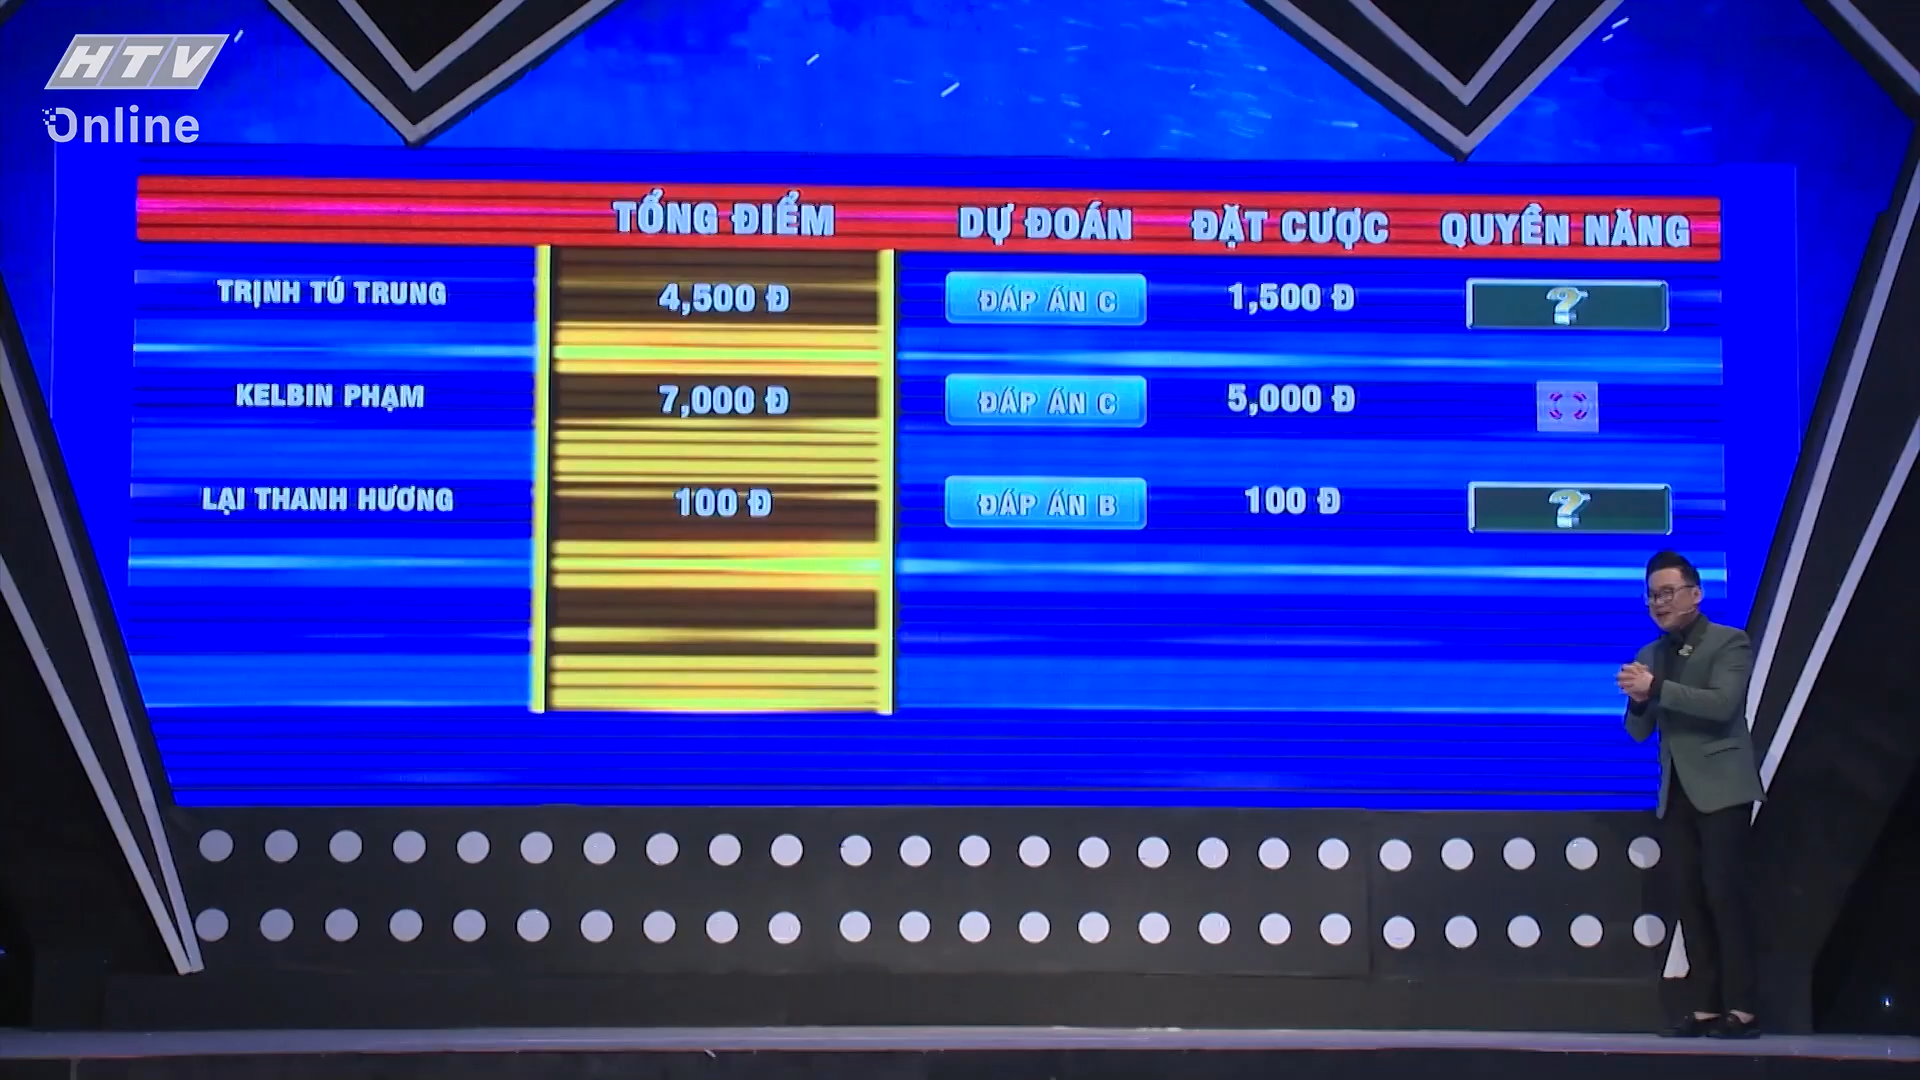 HTV
Online
TỔNG ĐIỂM DỰ ĐOÁN ĐẶT CƯỢC QUYỀN NĂNG
TRỊNH TÚ TRUNG 4,500 Đ ĐÁP ÁN C 1,500 Đ ?
KELBIN PHẠM 7,000 Đ ĐÁP ÁN C 5,000 Đ
LẠI THANH HƯƠNG 100 Đ ĐÁP ÁN B 100 Đ ?